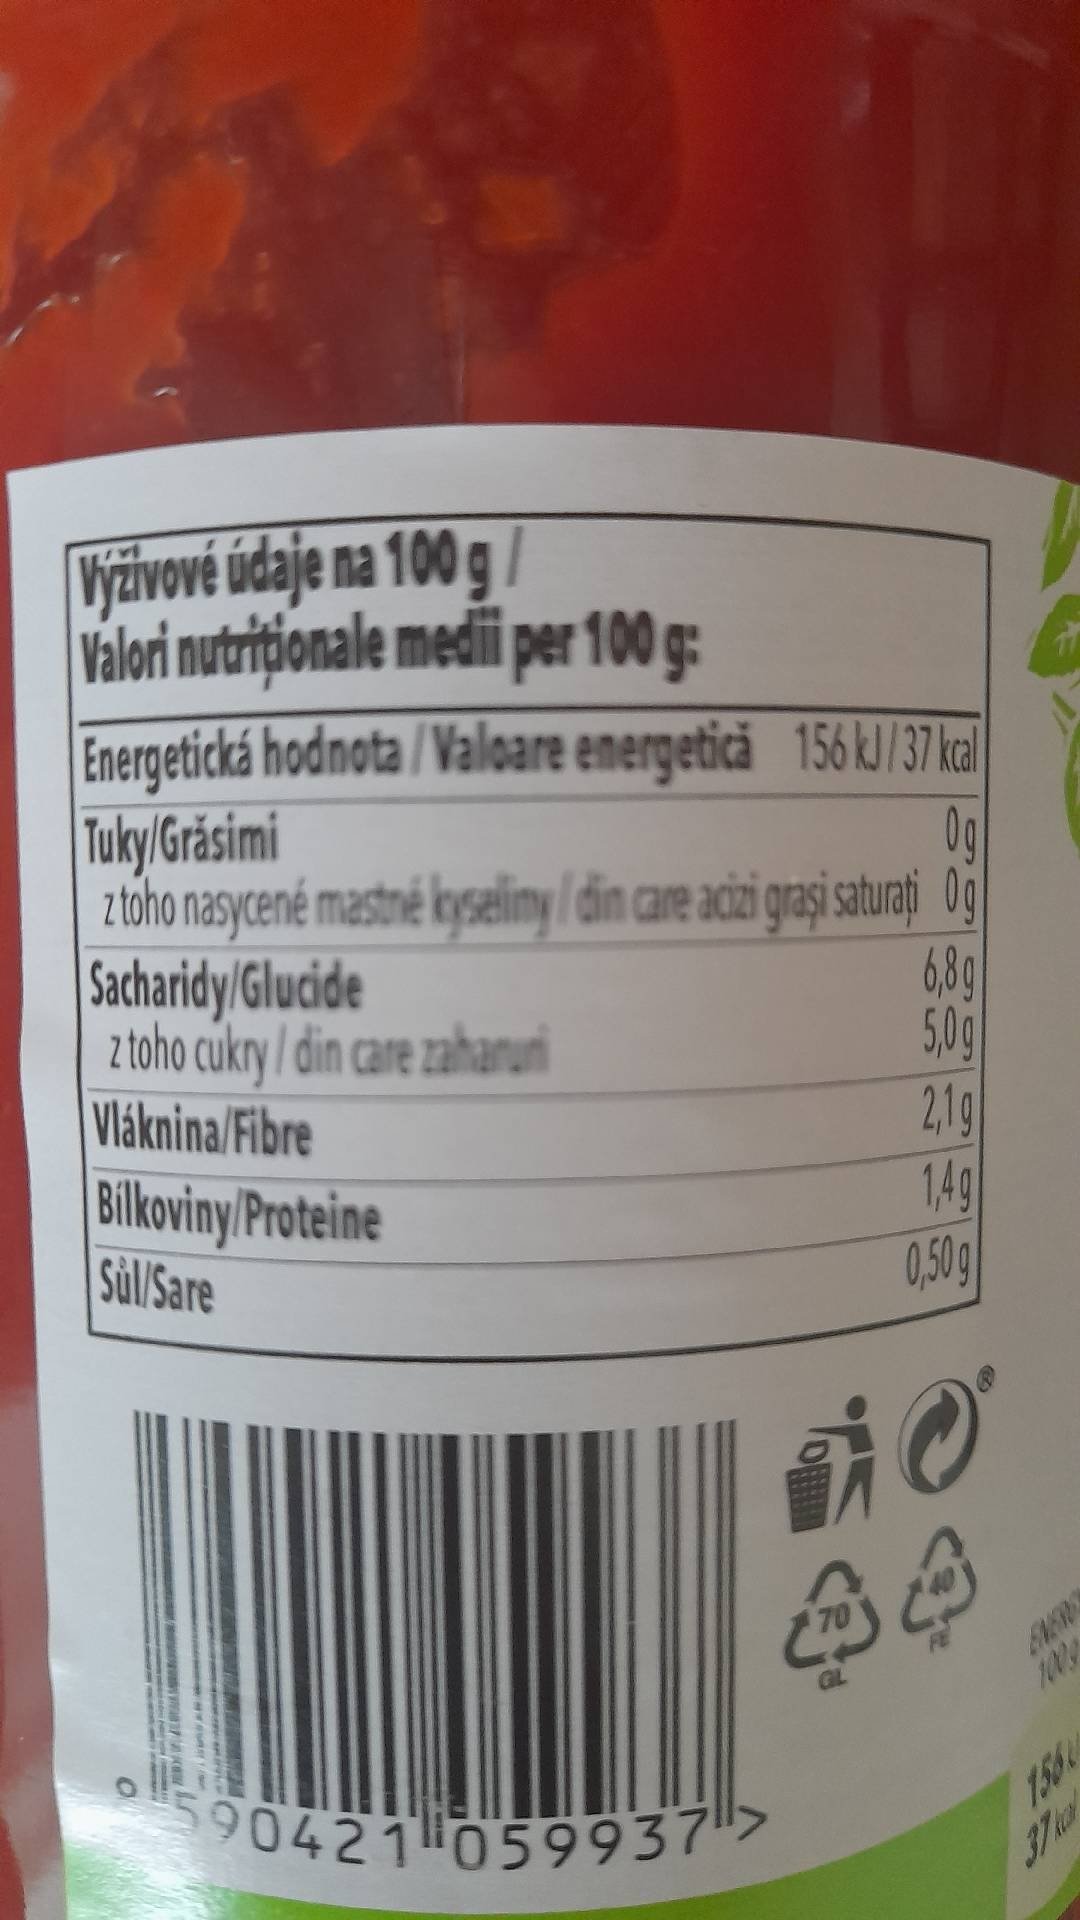 Výživové údaje na 100 g /
Valori nutriționale medii per 100 g:
Energetická hodnota / Valoare energetică 156 kJ / 37 kcal
Tuky/Grăsimi 0 g
z toho nasycené mastné kyseliny / din care acizi grași saturați 0 g
Sacharidy/Glucide 6,8 g
z toho cukry / din care zaharuri 5,0 g
Vláknina/Fibre 2,1 g
Bílkoviny/Proteine 1,4 g
Sůl/Sare 0,50 g
®
70
GL
40
FE
590421 059937 >
100 g
156
37 kcal